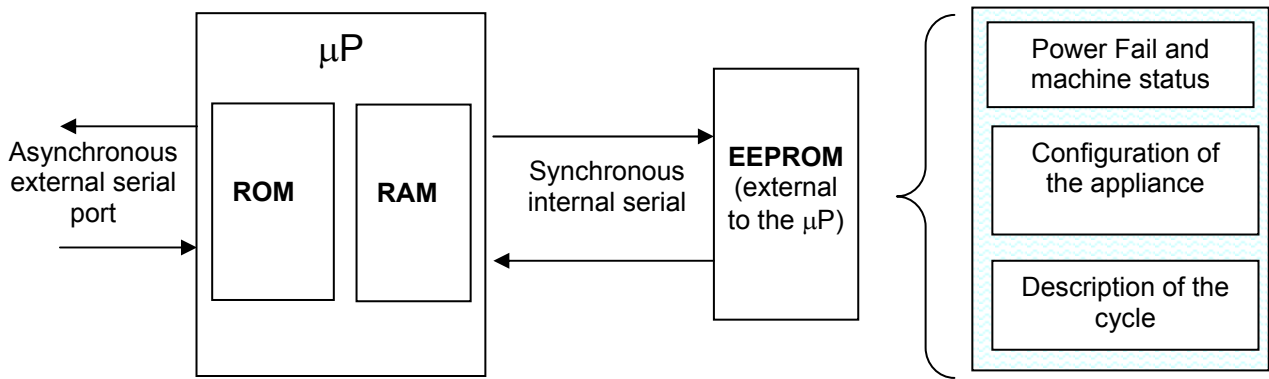 Asynchronous
external serial
port
μP
ROM
RAM
Synchronous
internal serial
EEPROM
(external
to the μP)
Power Fail and
machine status
Configuration of
the appliance
Description of the
cycle